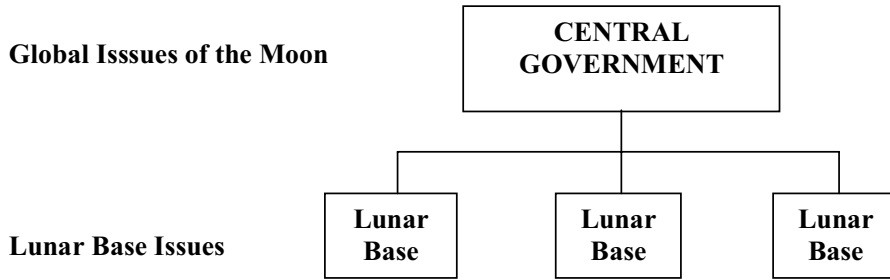 Global Isssues of the Moon
CENTRAL
GOVERNMENT
Lunar Base Issues
Lunar
Base
Lunar
Base
Lunar
Base